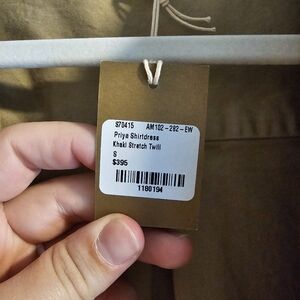 S70415 AM102-282-EW
Priya Shirtdress
Khaki Stretch Twill
S
$395
1180194